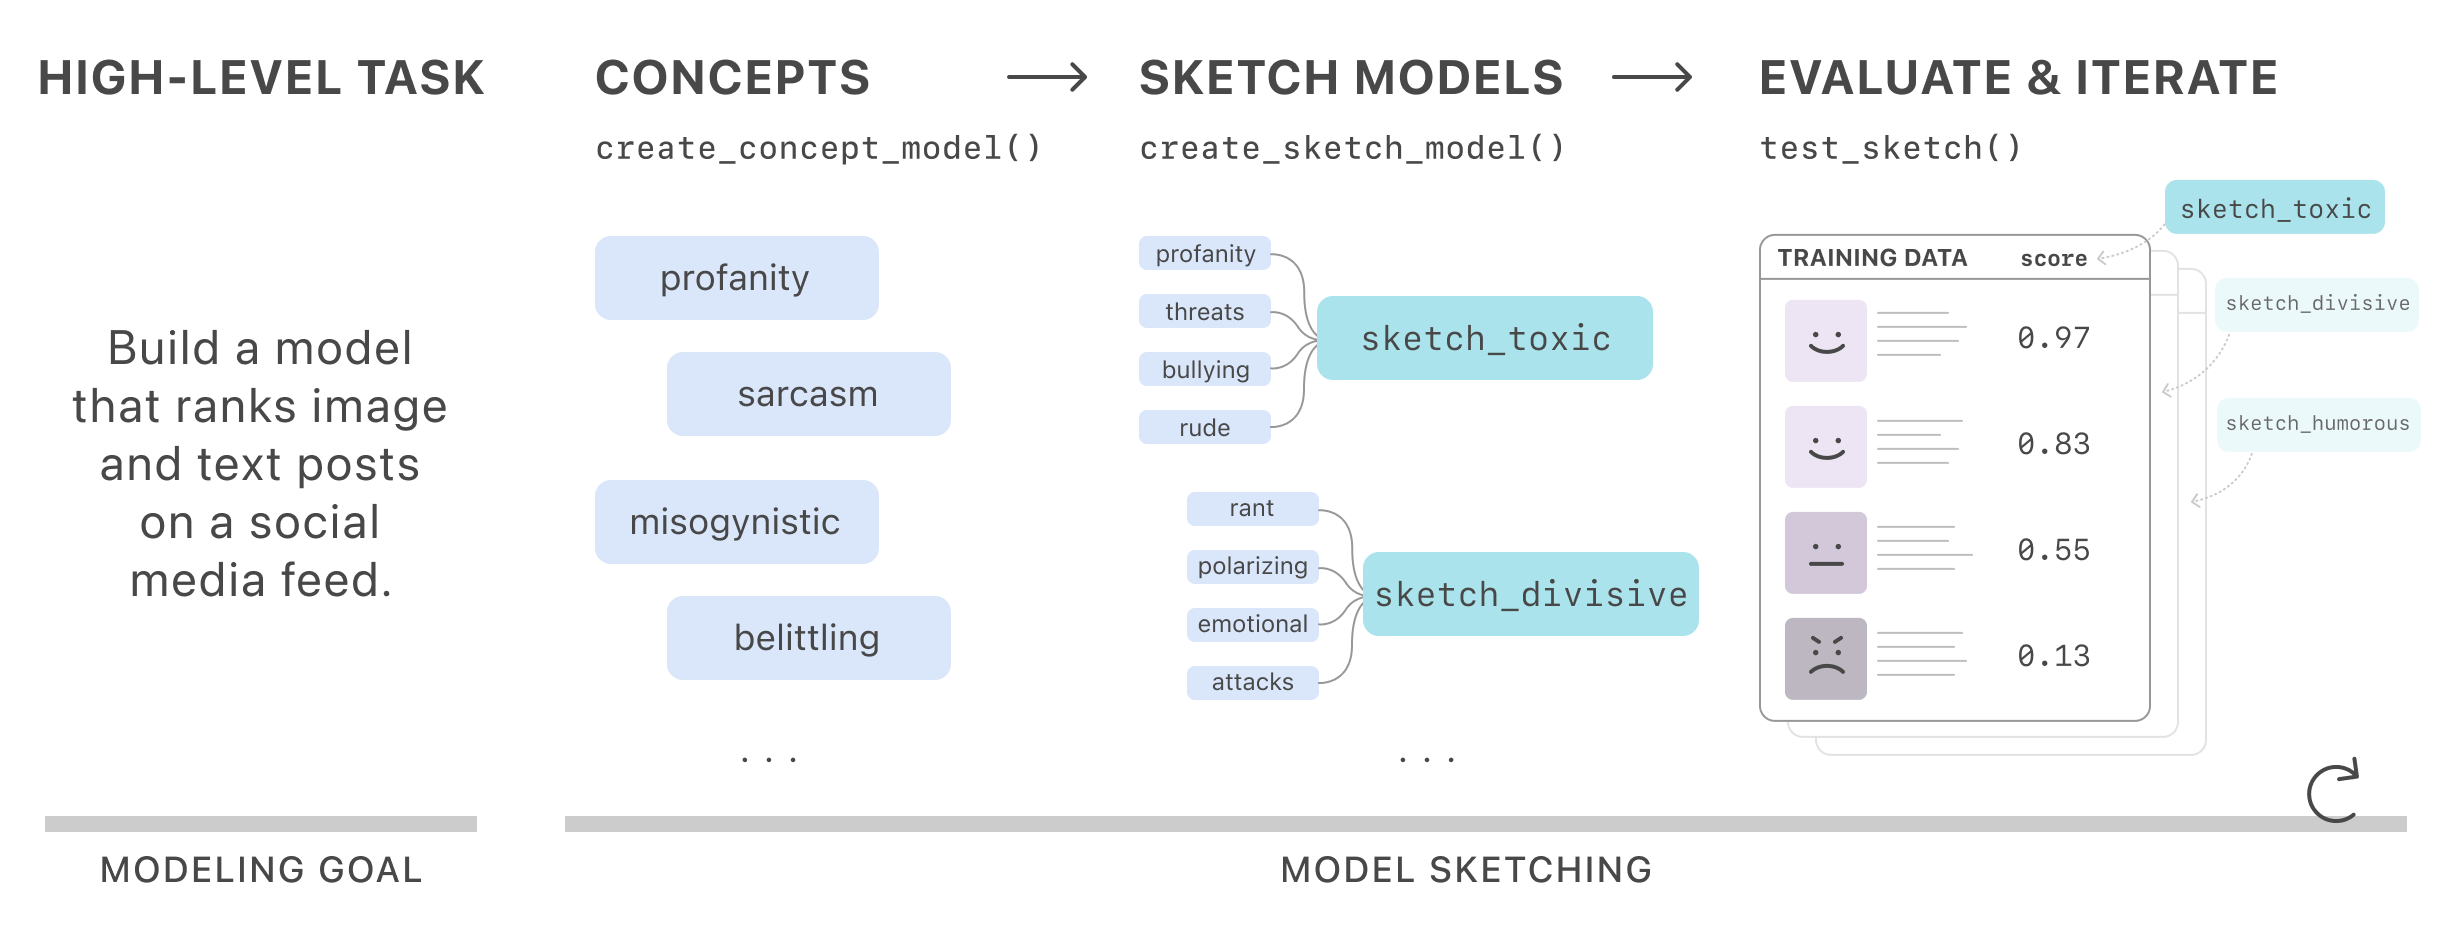 HIGH-LEVEL TASK
Build a model
that ranks image
and text posts
on a social
media feed.
MODELING GOAL
CONCEPTS
create_concept_model()
profanity
sarcasm
misogynistic
belittling
. . .
SKETCH MODELS
create_sketch_model()
profanity
threats
bullying
rude
sketch_toxic
rant
polarizing
emotional
attacks
sketch_divisive
. . .
EVALUATE & ITERATE
test_sketch()
sketch_toxic
TRAINING DATA score
sketch_divisive
0.97
sketch_humorous
0.83
0.55
0.13
MODEL SKETCHING